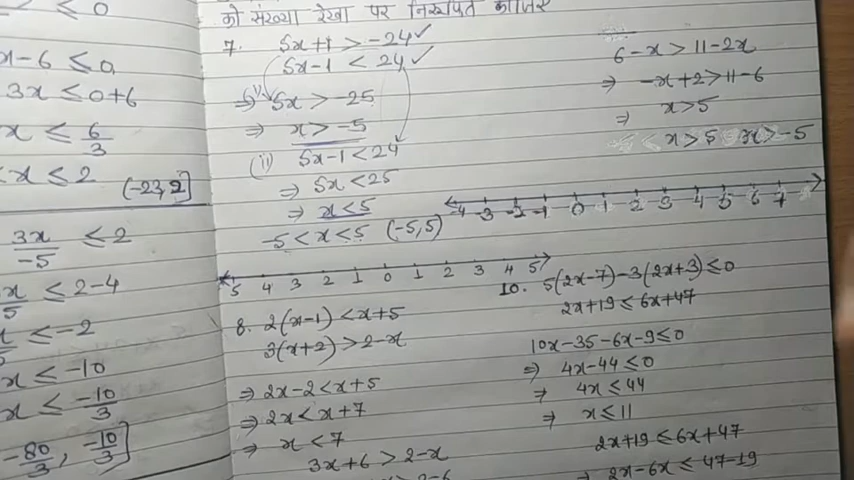 ≤ 0
x-6 ≤ 0
3x ≤ 0+6
x ≤ 6/3
x ≤ 2 (-23, 2]
3x/-5 ≤ 2
x/5 ≤ 2-4
≤ -2
x ≤ -10
x ≤ -10/3
-80/3, -10/3]
को संख्या रेखा पर निरूपित कीजिए
7. 5x+1 > -24 ✓
5x-1 < 24 ✓
⇒ 5x > -25
⇒ x > -5
(ii) 5x-1 < 24
⇒ 5x < 25
⇒ x < 5
-5 < x < 5 (-5, 5)
5 4 3 2 1 0 1 2 3 4 5
8. 2(x-1) < x+5
3(x+2) > 2-x
⇒ 2x-2 < x+5
⇒ 2x < x+7
⇒ x < 7
3x+6 > 2-x
6-x > 11-2x
⇒ -x+2 > 11-6
⇒ x > 5
x > 5 x > -5
-4 -3 -2 -1 0 1 2 3 4 5 6 7
10. 5(2x-7)-3(2x+3) ≤ 0
2x+19 ≤ 6x+47
10x-35-6x-9 ≤ 0
⇒ 4x-44 ≤ 0
⇒ 4x ≤ 44
⇒ x ≤ 11
2x+19 ≤ 6x+47
⇒ 2x-6x ≤ 47-19